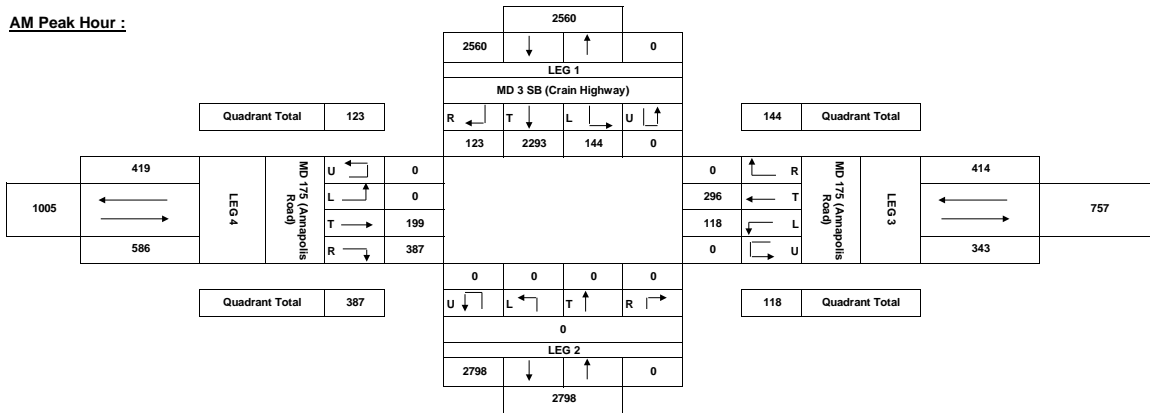 AM Peak Hour :
2560
2560 0
LEG 1
MD 3 SB (Crain Highway)
Quadrant Total 123
R T L U
144 Quadrant Total
123 2293 144 0
419
U 0
0 R
414
1005
LEG 4
MD 175 (Annapolis Road)
L 0
296 T
MD 175 (Annapolis Road)
LEG 3
757
T 199
118 L
586
R 387
0 U
343
0 0 0 0
Quadrant Total 387
U L T R
118 Quadrant Total
0
LEG 2
2798 0
2798